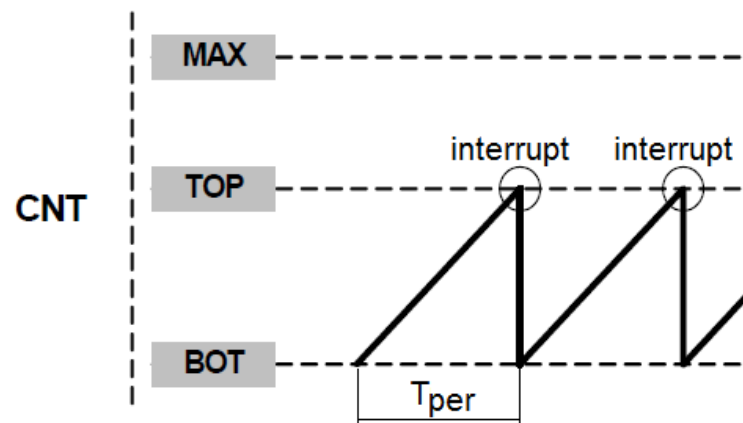 MAX
interrupt interrupt
TOP
CNT
BOT
Tper